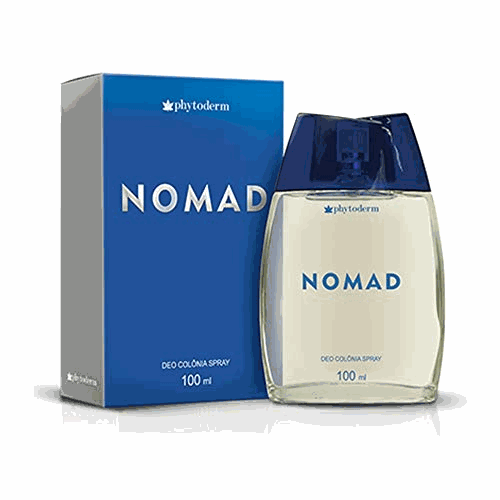 phytoderm
NOMAD
DEO COLÔNIA SPRAY
100 ml
phytoderm
phytoderm
NOMAD
DEO COLÔNIA SPRAY
100 ml